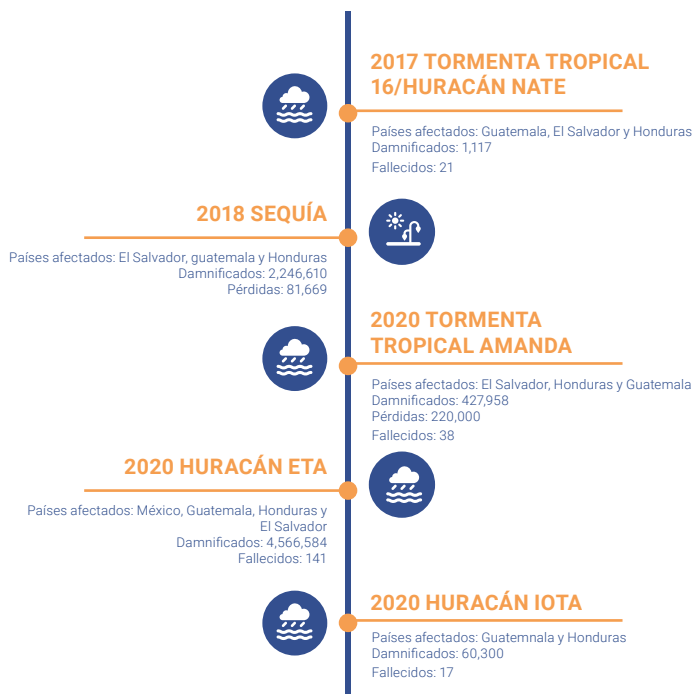 2017 TORMENTA TROPICAL
16/HURACÁN NATE
Países afectados: Guatemala, El Salvador y Honduras
Damnificados: 1,117
Fallecidos: 21
2018 SEQUÍA
Países afectados: El Salvador, guatemala y Honduras
Damnificados: 2,246,610
Pérdidas: 81,669
2020 TORMENTA
TROPICAL AMANDA
Países afectados: El Salvador, Honduras y Guatemala
Damnificados: 427,958
Pérdidas: 220,000
Fallecidos: 38
2020 HURACÁN ETA
Países afectados: México, Guatemala, Honduras y
El Salvador
Damnificados: 4,566,584
Fallecidos: 141
2020 HURACÁN IOTA
Países afectados: Guatemnala y Honduras
Damnificados: 60,300
Fallecidos: 17